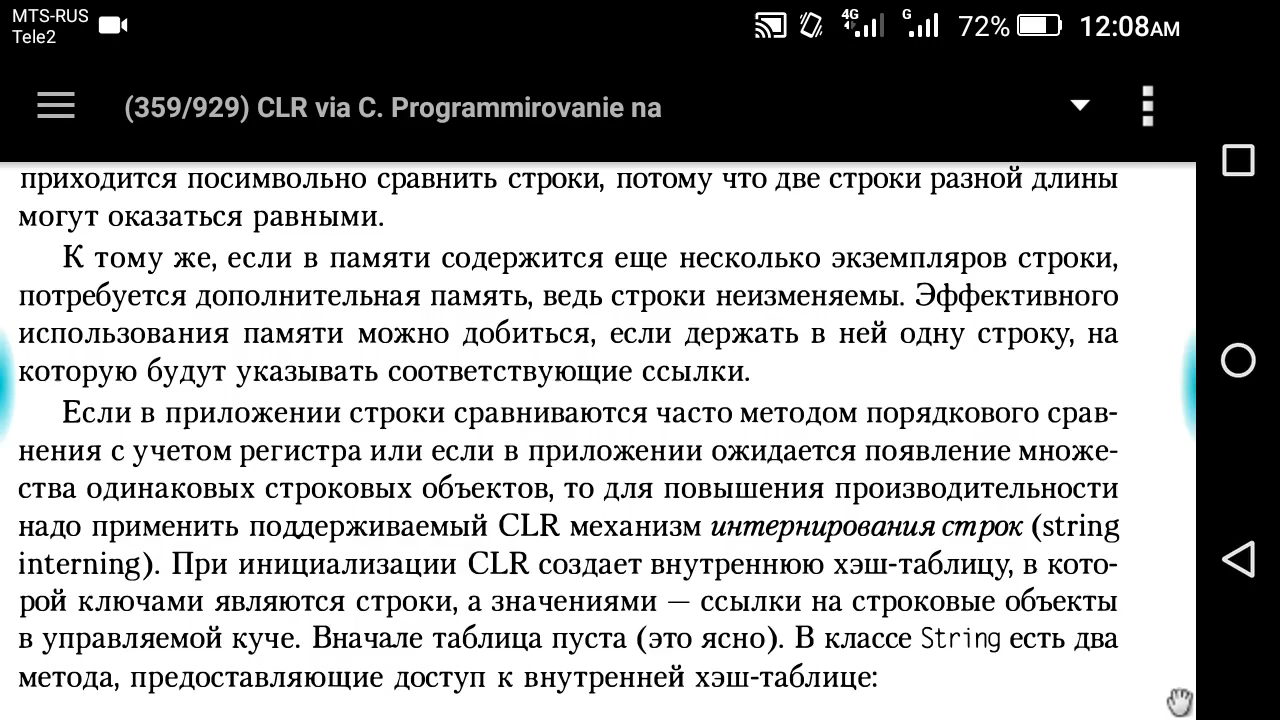 MTS-RUS
Tele2
4G
G
72%
12:08AM
(359/929) CLR via C. Programmirovanie na
приходится посимвольно сравнить строки, потому что две строки разной длины
могут оказаться равными.
К тому же, если в памяти содержится еще несколько экземпляров строки,
потребуется дополнительная память, ведь строки неизменяемы. Эффективного
использования памяти можно добиться, если держать в ней одну строку, на
которую будут указывать соответствующие ссылки.
Если в приложении строки сравниваются часто методом порядкового срав-
нения с учетом регистра или если в приложении ожидается появление множе-
ства одинаковых строковых объектов, то для повышения производительности
надо применить поддерживаемый CLR механизм интернирования строк (string
interning). При инициализации CLR создает внутреннюю хэш-таблицу, в кото-
рой ключами являются строки, а значениями — ссылки на строковые объекты
в управляемой куче. Вначале таблица пуста (это ясно). В классе String есть два
метода, предоставляющие доступ к внутренней хэш-таблице: